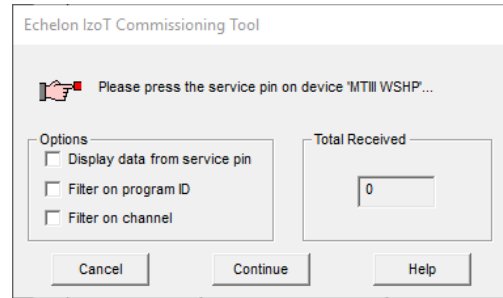 Echelon IzoT Commissioning Tool
Please press the service pin on device 'MTIII WSHP'...
Options
Display data from service pin
Filter on program ID
Filter on channel
Total Received
0
Cancel
Continue
Help